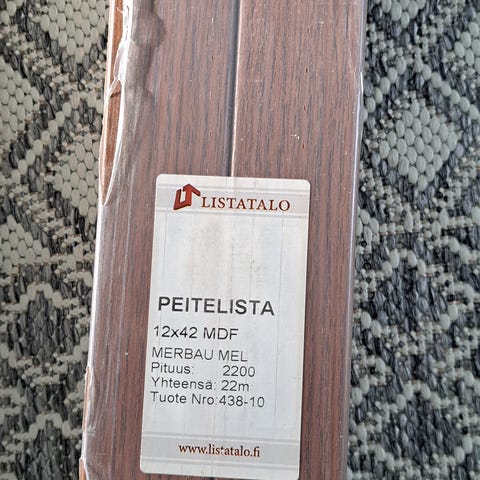 LISTATALO
PEITELISTA
12x42 MDF
MERBAU MEL
Pituus: 2200
Yhteensä: 22m
Tuote Nro:438-10
www.listatalo.fi